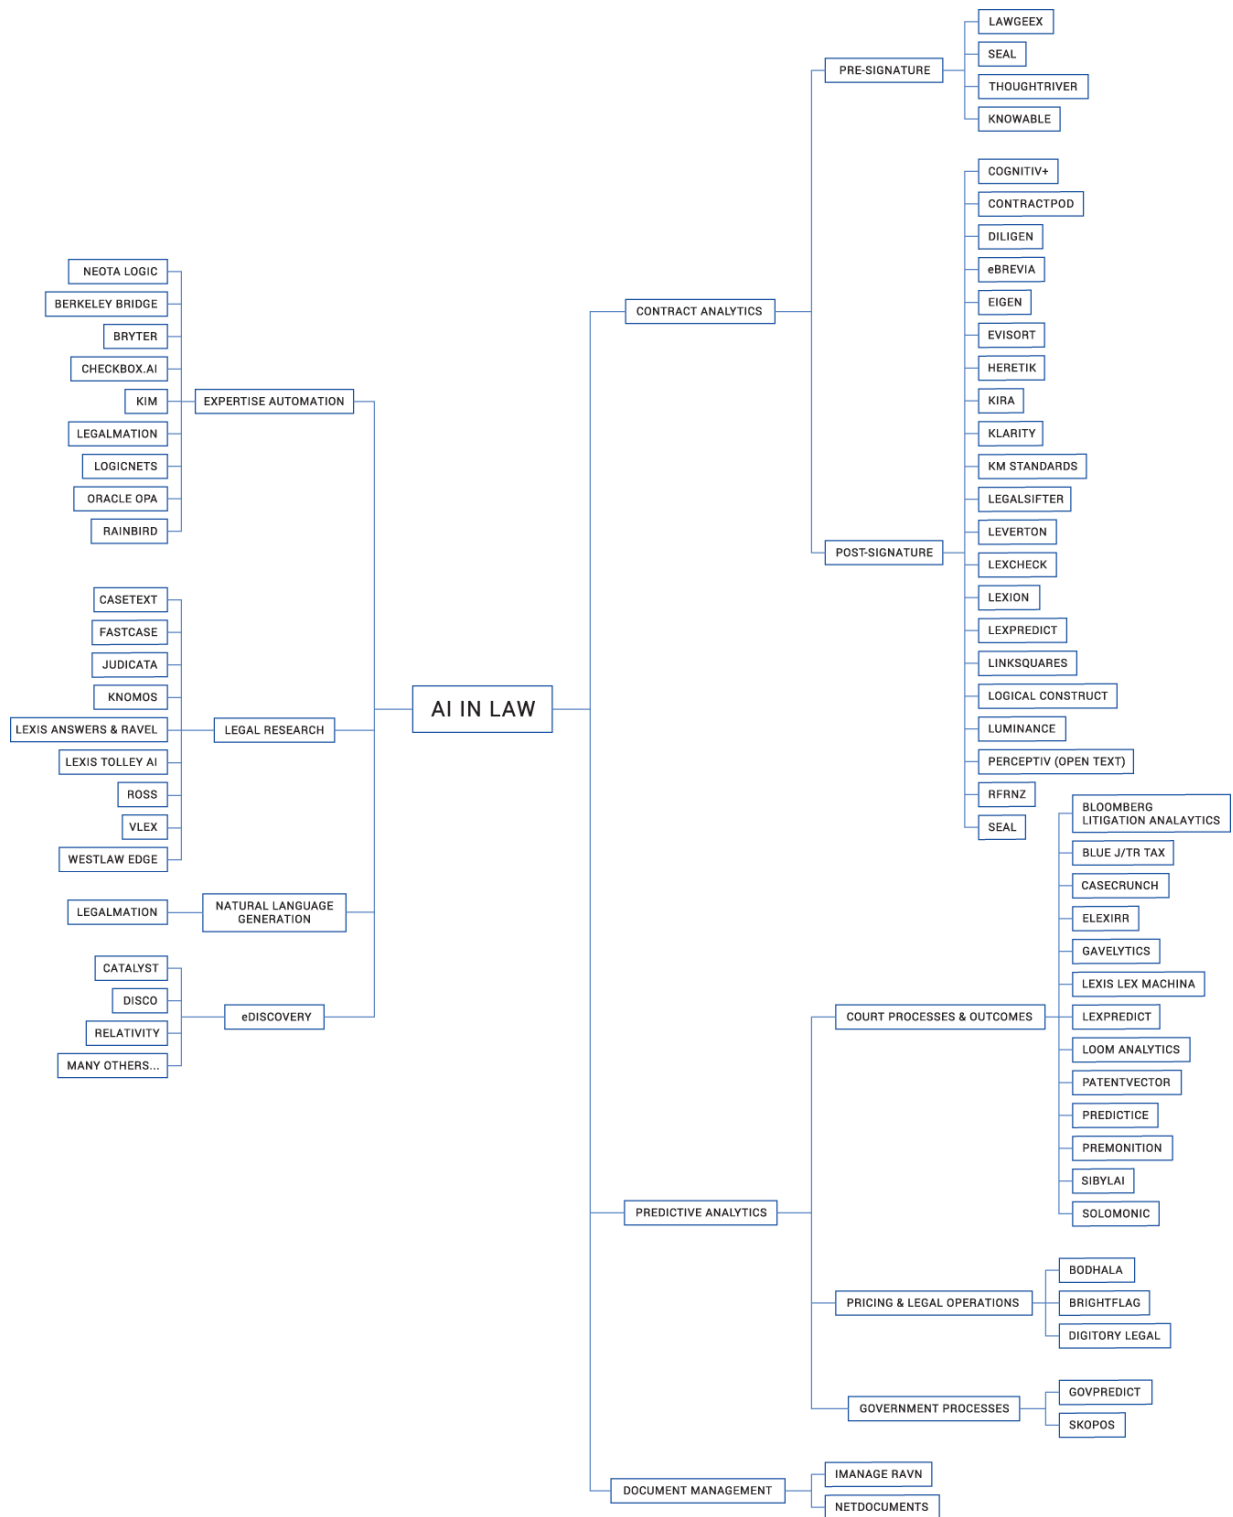 AI IN LAW
EXPERTISE AUTOMATION
NEOTA LOGIC
BERKELEY BRIDGE
BRYTER
CHECKBOX.AI
KIM
LEGALMATION
LOGICNETS
ORACLE OPA
RAINBIRD
LEGAL RESEARCH
CASETEXT
FASTCASE
JUDICATA
KNOMOS
LEXIS ANSWERS & RAVEL
LEXIS TOLLEY AI
ROSS
VLEX
WESTLAW EDGE
NATURAL LANGUAGE
GENERATION
LEGALMATION
eDISCOVERY
CATALYST
DISCO
RELATIVITY
MANY OTHERS...
CONTRACT ANALYTICS
PRE-SIGNATURE
LAWGEEX
SEAL
THOUGHTRIVER
KNOWABLE
POST-SIGNATURE
COGNITIV+
CONTRACTPOD
DILIGEN
eBREVIA
EIGEN
EVISORT
HERETIK
KIRA
KLARITY
KM STANDARDS
LEGALSIFTER
LEVERTON
LEXCHECK
LEXION
LEXPREDICT
LINKSQUARES
LOGICAL CONSTRUCT
LUMINANCE
PERCEPTIV (OPEN TEXT)
RFRNZ
SEAL
PREDICTIVE ANALYTICS
COURT PROCESSES & OUTCOMES
BLOOMBERG
LITIGATION ANALAYTICS
BLUE J/TR TAX
CASECRUNCH
ELEXIRR
GAVELYTICS
LEXIS LEX MACHINA
LEXPREDICT
LOOM ANALYTICS
PATENTVECTOR
PREDICTICE
PREMONITION
SIBYLAI
SOLOMONIC
PRICING & LEGAL OPERATIONS
BODHALA
BRIGHTFLAG
DIGITORY LEGAL
GOVERNMENT PROCESSES
GOVPREDICT
SKOPOS
DOCUMENT MANAGEMENT
IMANAGE RAVN
NETDOCUMENTS